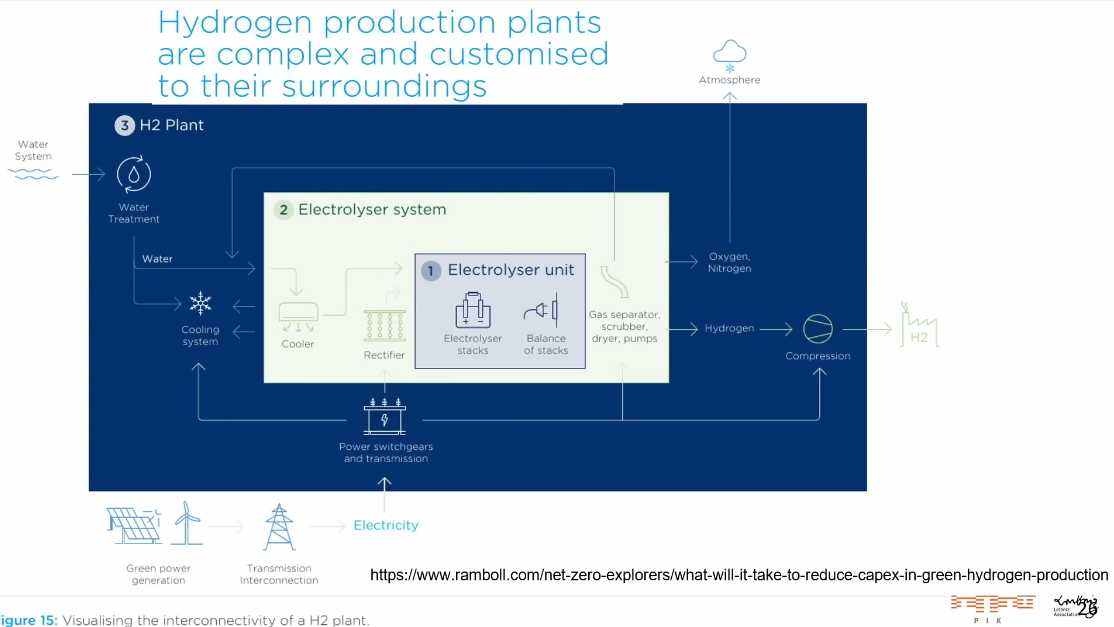 Hydrogen production plants
are complex and customised
to their surroundings
Atmosphere
3 H2 Plant
Water
System
Water
Treatment
2 Electrolyser system
Water
Oxygen,
Nitrogen
1 Electrolyser unit
Gas separator,
scrubber,
dryer, pumps
Cooling
system
Cooler
Rectifier
Electrolyser
stacks
Balance
of stacks
Hydrogen
H2
Compression
Power switchgears
and transmission
Electricity
Green power
generation
Transmission
Interconnection
https://www.ramboll.com/net-zero-explorers/what-will-it-take-to-reduce-capex-in-green-hydrogen-production
igure 15: Visualising the interconnectivity of a H2 plant.
P I K
Leibniz
Association
26